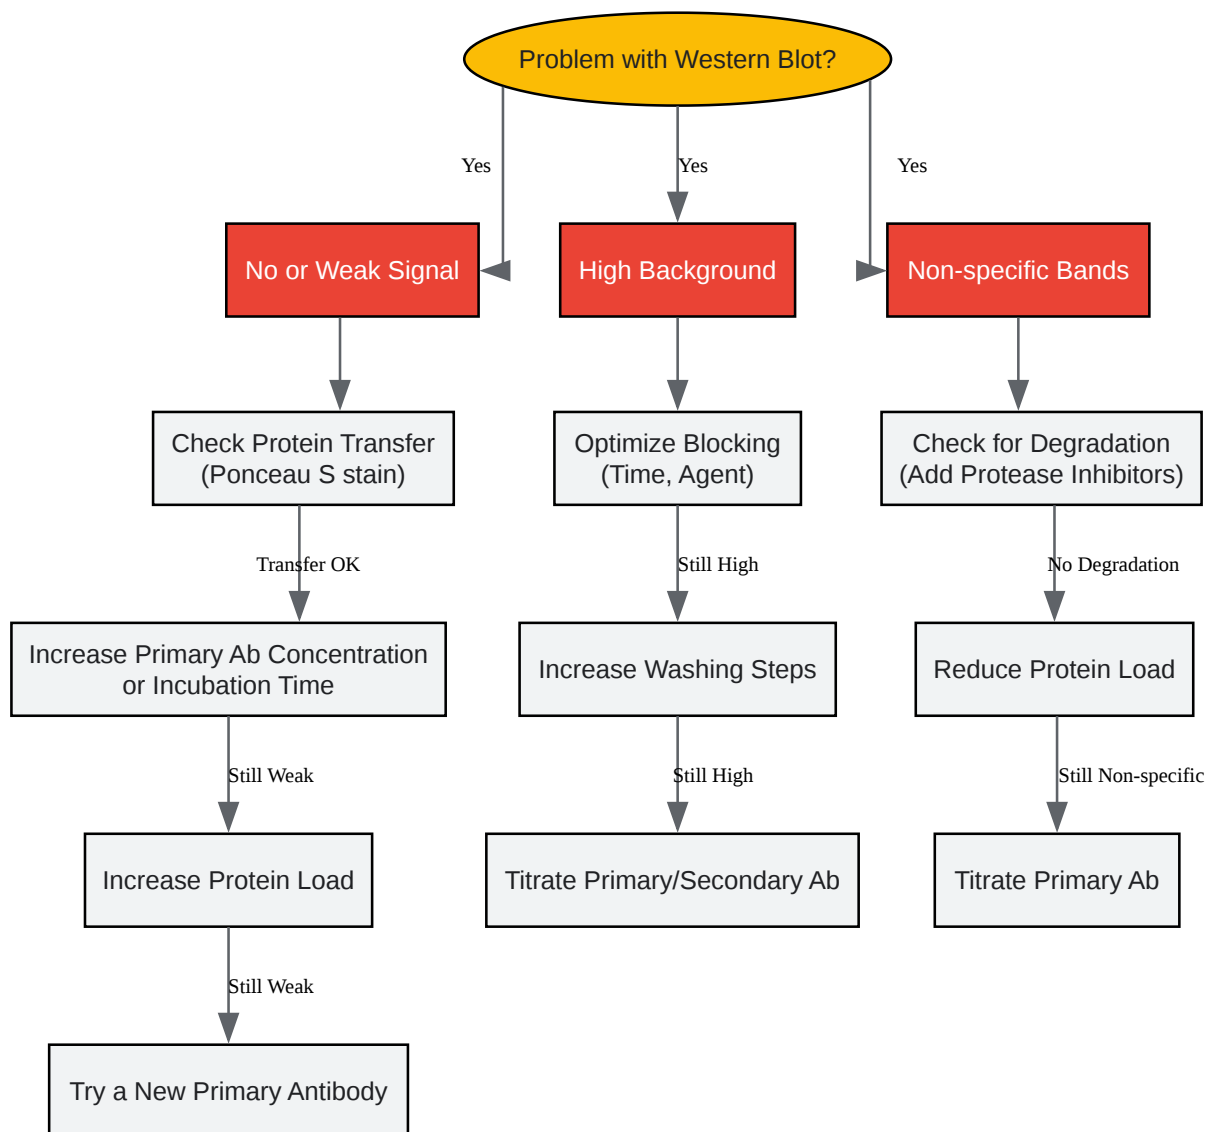 Problem with Western Blot?
Yes
Yes
Yes
No or Weak Signal
High Background
Non-specific Bands
Check Protein Transfer
(Ponceau S stain)
Optimize Blocking
(Time, Agent)
Check for Degradation
(Add Protease Inhibitors)
Transfer OK
Still High
No Degradation
Increase Primary Ab Concentration
or Incubation Time
Increase Washing Steps
Reduce Protein Load
Still Weak
Still High
Still Non-specific
Increase Protein Load
Titrate Primary/Secondary Ab
Titrate Primary Ab
Still Weak
Try a New Primary Antibody